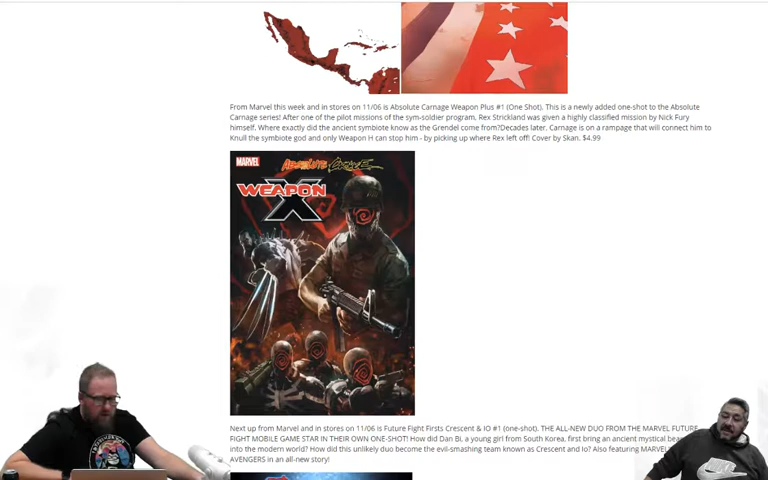 From Marvel this week and in stores on 11/06 is Absolute Carnage Weapon Plus #1 (One Shot). This is a newly added one-shot to the Absolute
Carnage series! After one of the pilot missions of the sym-soldier program, Rex Strickland was given a highly classified mission by Nick Fury
himself. Where exactly did the ancient symbiote know as the Grendel come from?Decades later, Carnage is on a rampage that will connect him to
Knull the symbiote god and only Weapon H can stop him - by picking up where Rex left off! Cover by Skan. $4.99
MARVEL
ABSOLUTE CARNAGE
WEAPON
X
Next up from Marvel and in stores on 11/06 is Future Fight Firsts Crescent & IO #1 (one-shot). THE ALL-NEW DUO FROM THE MARVEL FUTURE
FIGHT MOBILE GAME STAR IN THEIR OWN ONE-SHOT! How did Dan Bi, a young girl from South Korea, first bring an ancient mystical
into the modern world? How did this unlikely duo become the evil-smashing team known as Crescent and Io? Also featuring MARVEL
AVENGERS in an all-new story!